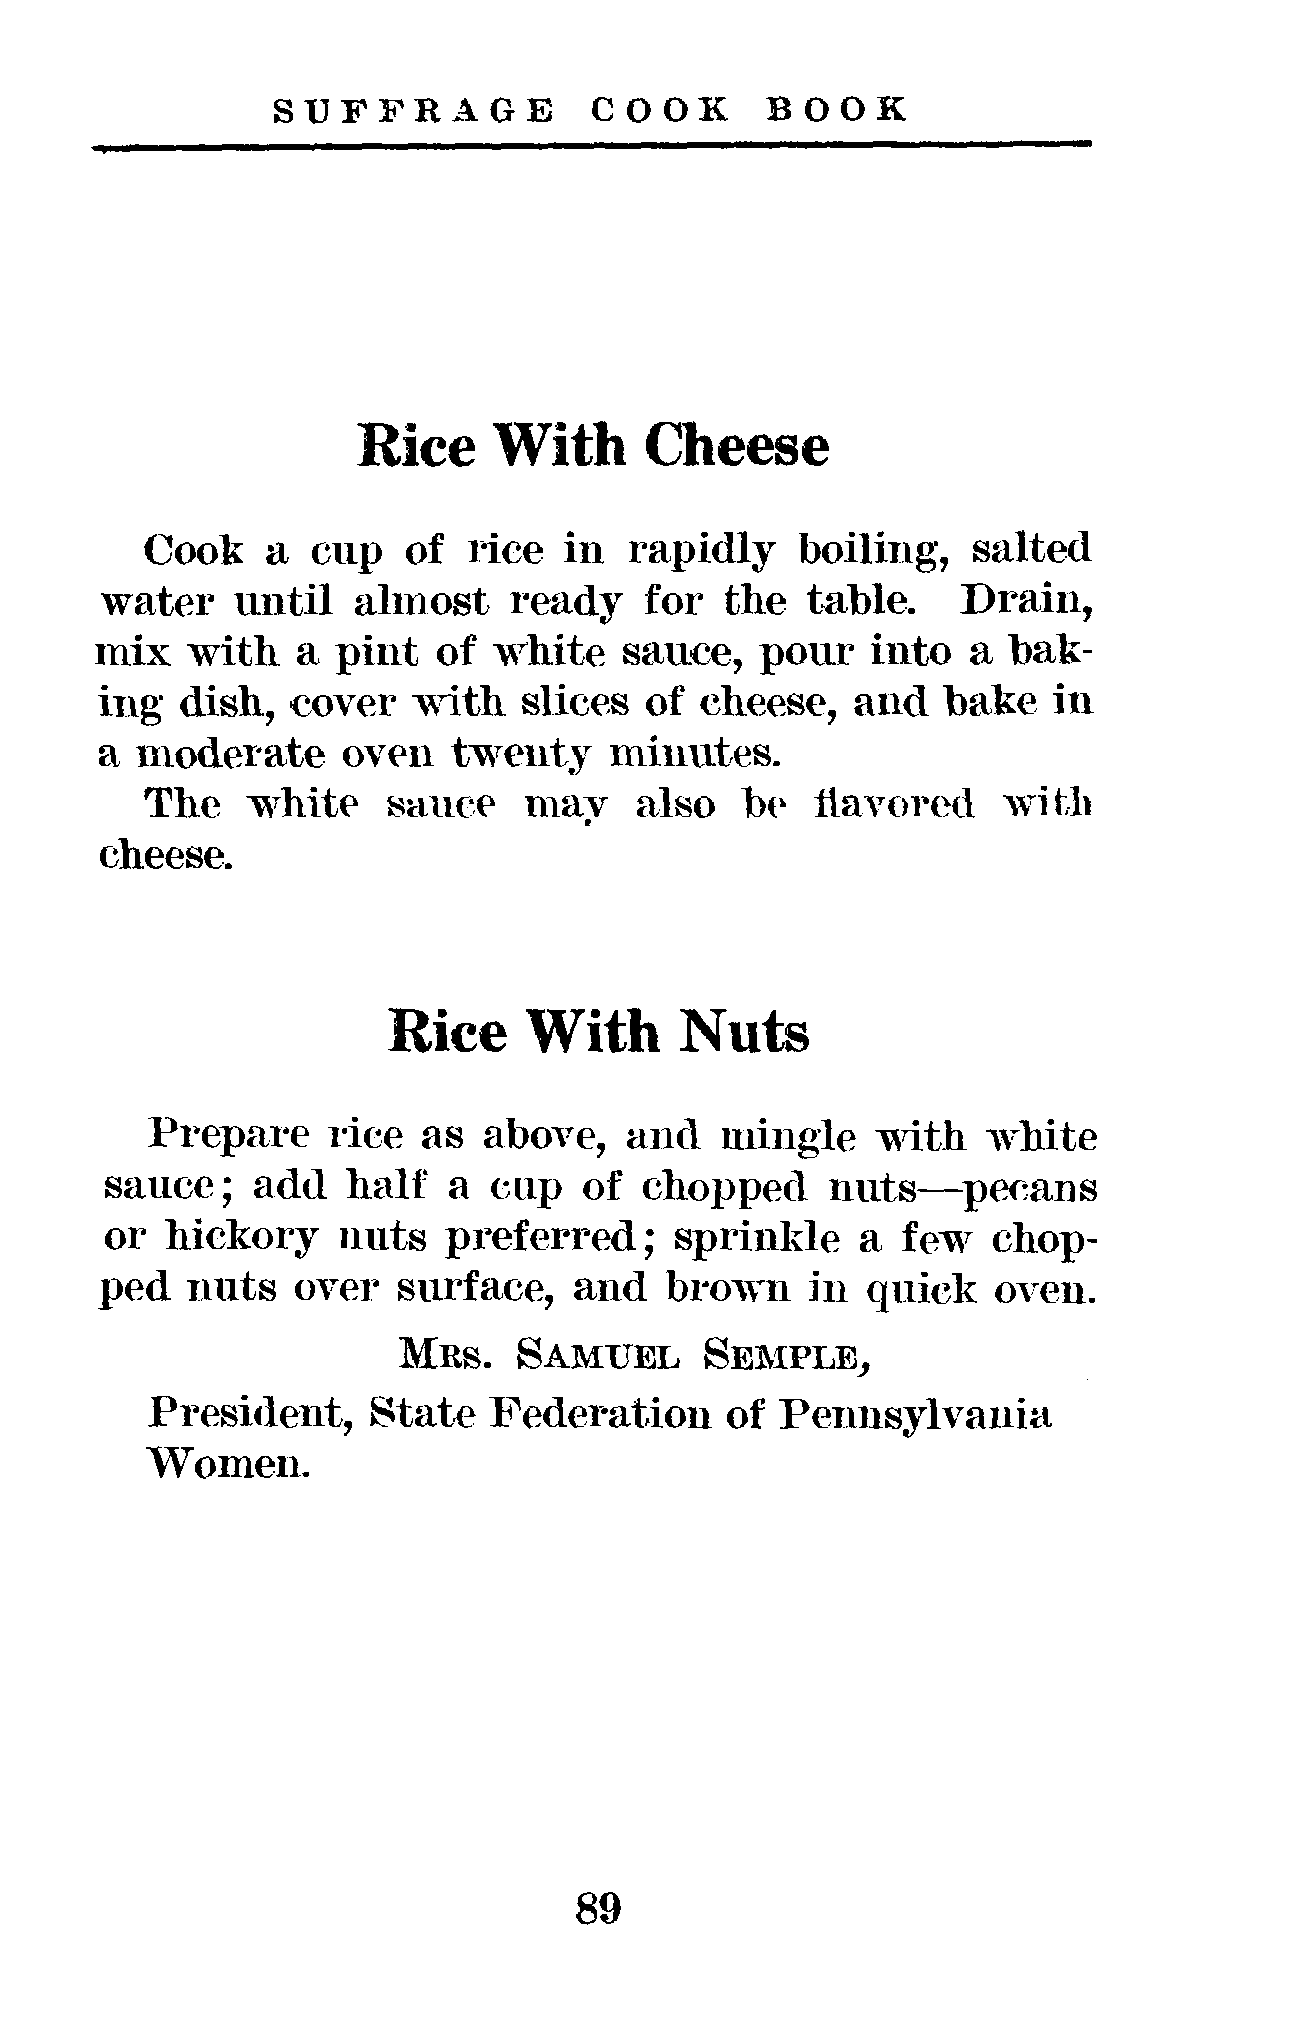 SUFFRAGE COOK BOOK
Rice With Cheese
Cook a cup of rice in rapidly boiling, salted
water until almost ready for the table. Drain,
mix with a pint of white sauce, pour into a bak-
ing dish, cover with slices of cheese, and bake in
a moderate oven twenty minutes.
The white sauce may also be flavored with
cheese.
Rice With Nuts
Prepare rice as above, and mingle with white
sauce; add half a cup of chopped nuts—pecans
or hickory nuts preferred; sprinkle a few chop-
ped nuts over surface, and brown in quick oven.
MRS. SAMUEL SEMPLE,
President, State Federation of Pennsylvania
Women.
89